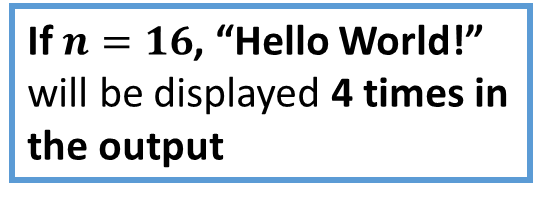 If n = 16, “Hello World!”
will be displayed 4 times in
the output